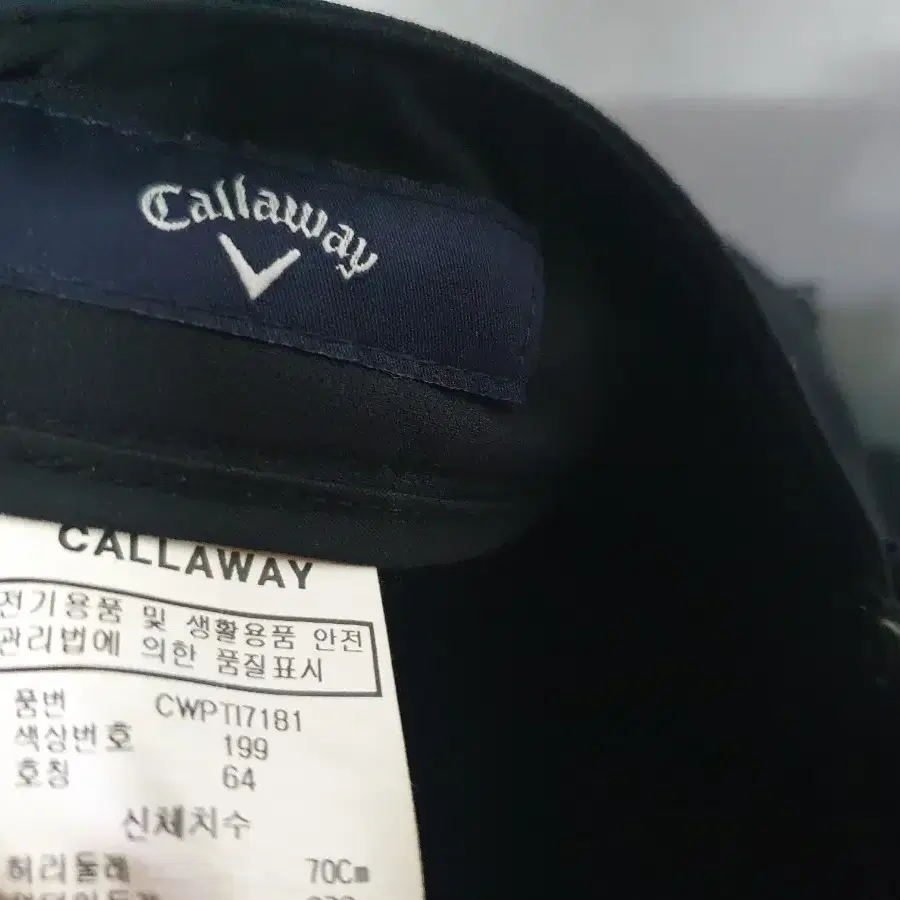 Callaway
CALLAWAY
전기용품 및 생활용품 안전
관리법에 의한 품질표시
품번 CWPTI7181
색상번호 199
호칭 64
신체치수
허리둘레 70Cm